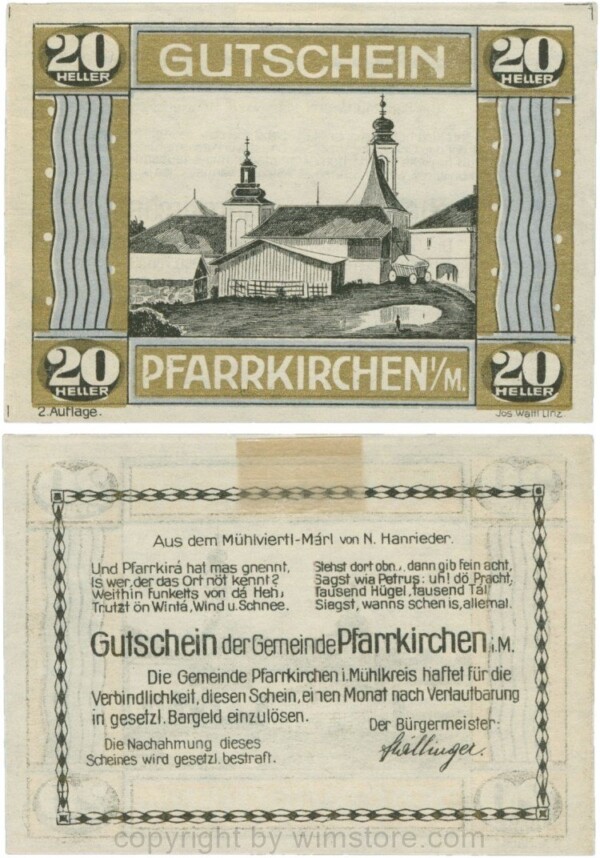 20 HELLER
GUTSCHEIN
20 HELLER
20 HELLER
PFARRKIRCHEN i/M.
20 HELLER
2. Auflage.
Jos Wältl Linz
Aus dem Mühlviertl-Márl von N. Hanrieder.
Und Pfarrkirá hat mas gnennt,
Is wer, der das Ort nöt kennt?
Weithin funkelts von dá Heh,
Trutzt ön Wintá, Wind u. Schnee.
Stehst dort obn., dann gib fein acht,
Sagst wia Petrus: uh! dö Pracht,
Tausend Hügel, tausend Tal
Siegst, wanns schen is, allemal.
Gutschein der Gemeinde Pfarrkirchen i.M.
Die Gemeinde Pfarrkirchen i. Mühlkreis haftet für die
Verbindlichkeit, diesen Schein, einen Monat nach Verlautbarung
in gesetzl. Bargeld einzulösen.
Der Bürgermeister:
Die Nachahmung dieses
Scheines wird gesetzl. bestraft.
copyright by wimstore.com